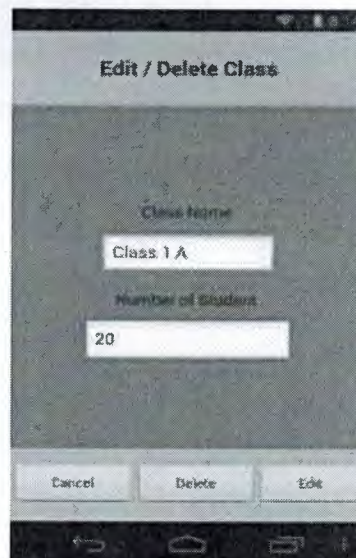 Edit / Delete Class
Class Name
Class 1 A
Number of Student
20
Cancel Delete Edit